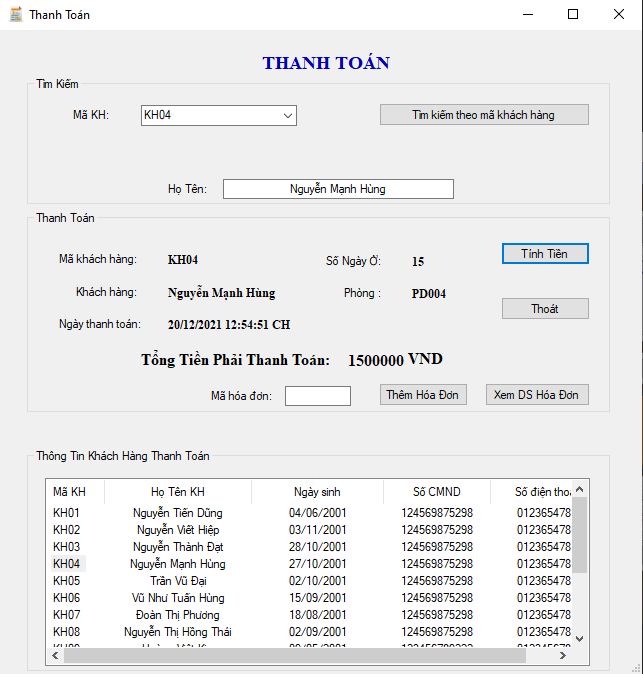 Thanh Toán
THANH TOÁN
Tìm Kiếm
Mã KH: KH04 Tìm kiếm theo mã khách hàng
Họ Tên: Nguyễn Mạnh Hùng
Thanh Toán
Mã khách hàng: KH04 Số Ngày Ở: 15 Tính Tiền
Khách hàng: Nguyễn Mạnh Hùng Phòng : PD004
Thoát
Ngày thanh toán: 20/12/2021 12:54:51 CH
Tổng Tiền Phải Thanh Toán: 1500000 VND
Mã hóa đơn: Thêm Hóa Đơn Xem DS Hóa Đơn
Thông Tin Khách Hàng Thanh Toán
Mã KH Họ Tên KH Ngày sinh Số CMND Số điện thoạ
KH01 Nguyễn Tiến Dũng 04/06/2001 124569875298 012365478
KH02 Nguyễn Viết Hiệp 03/11/2001 124569875298 012365478
KH03 Nguyễn Thành Đạt 28/10/2001 124569875298 012365478
KH04 Nguyễn Mạnh Hùng 27/10/2001 124569875298 012365478
KH05 Trần Vũ Đại 02/10/2001 124569875298 012365478
KH06 Vũ Như Tuấn Hùng 15/09/2001 124569875298 012365478
KH07 Đoàn Thị Phương 18/08/2001 124569875298 012365478
KH08 Nguyễn Thị Hồng Thái 02/09/2001 124569875298 012365478